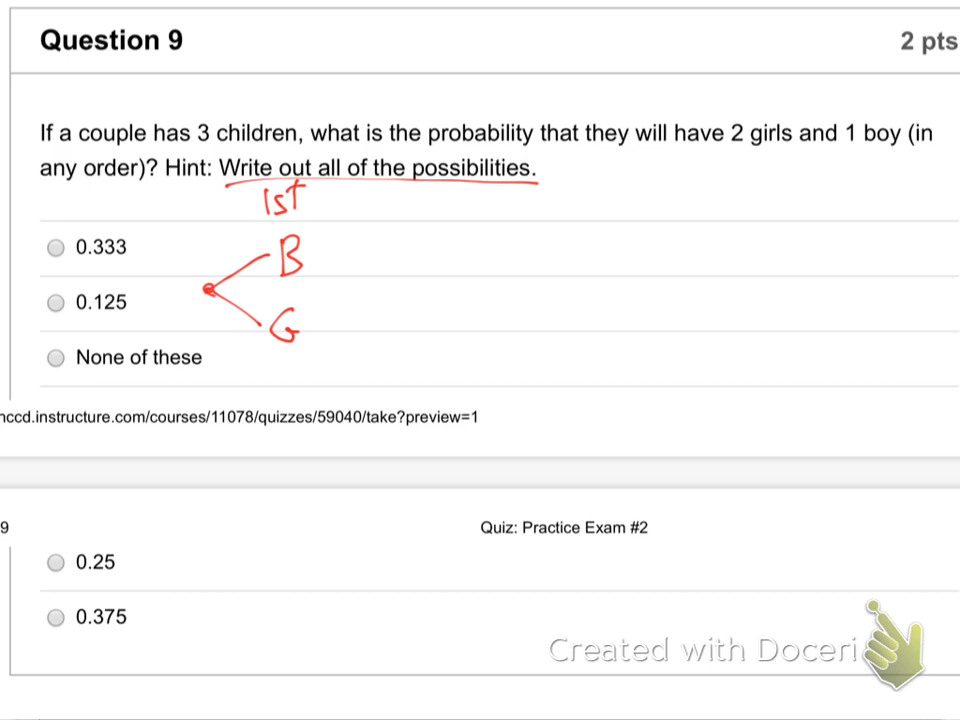 Question 9
2 pts
If a couple has 3 children, what is the probability that they will have 2 girls and 1 boy (in
any order)? Hint: Write out all of the possibilities.
1st
0.333
B
0.125
G
None of these
nccd.instructure.com/courses/11078/quizzes/59040/take?preview=1
9
Quiz: Practice Exam #2
0.25
0.375
Created with Doceri